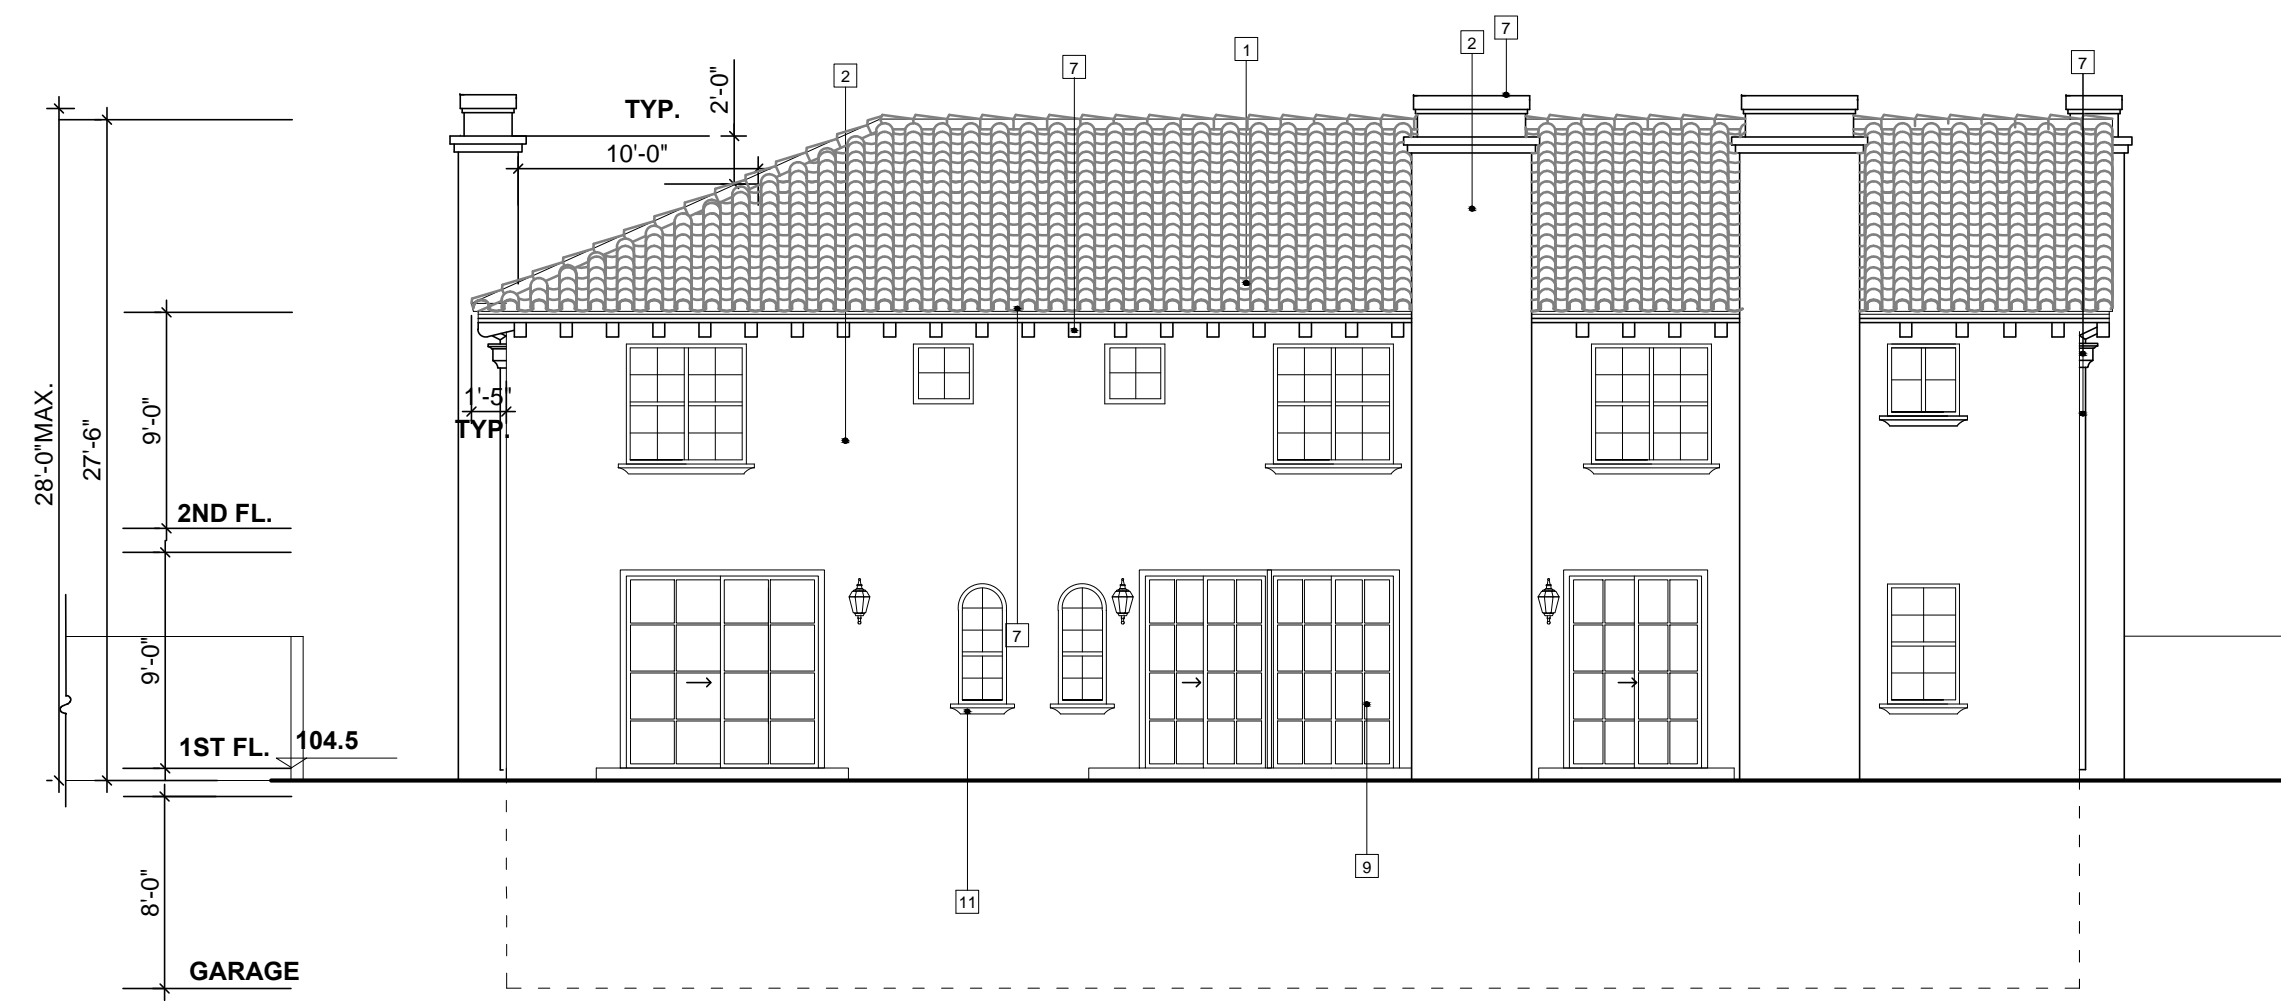 7
2
1
7
2
7
TYP.
2'-0"
10'-0"
28'-0"MAX.
27'-6"
9'-0"
1'-5"
TYP.
2ND FL.
7
9'-0"
1ST FL.
104.5
9
11
8'-0"
GARAGE